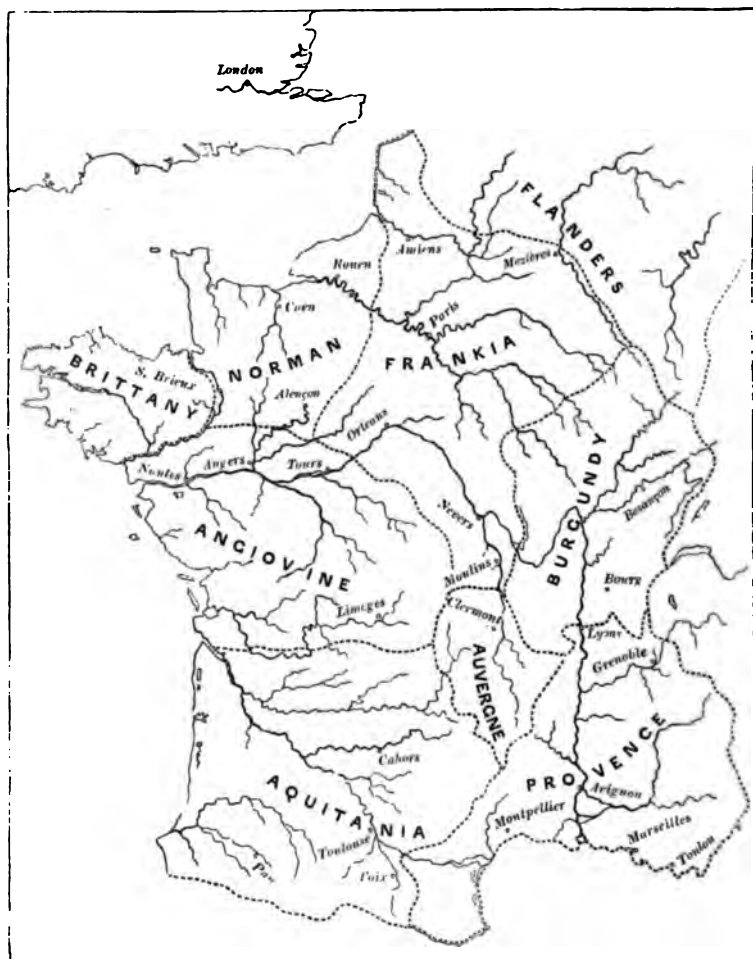 London
FLANDERS
Rouen
Amiens
Mezières
Caen
Paris
NORMAN
FRANKIA
S. Brieux
BRITTANY
Alençon
Orleans
Nantes
Angers
Tours
BURGUNDY
Besançon
ANGIOVINE
Nevers
Moulins
Bourg
Limoges
Clermont
Lyons
Grenoble
AUVERGNE
Cahors
PROVENCE
Avignon
AQUITANIA
Montpellier
Marseilles
Toulouse
Toulon
Pau
Foix